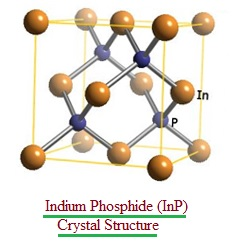 In
P
Indium Phosphide (InP)
Crystal Structure